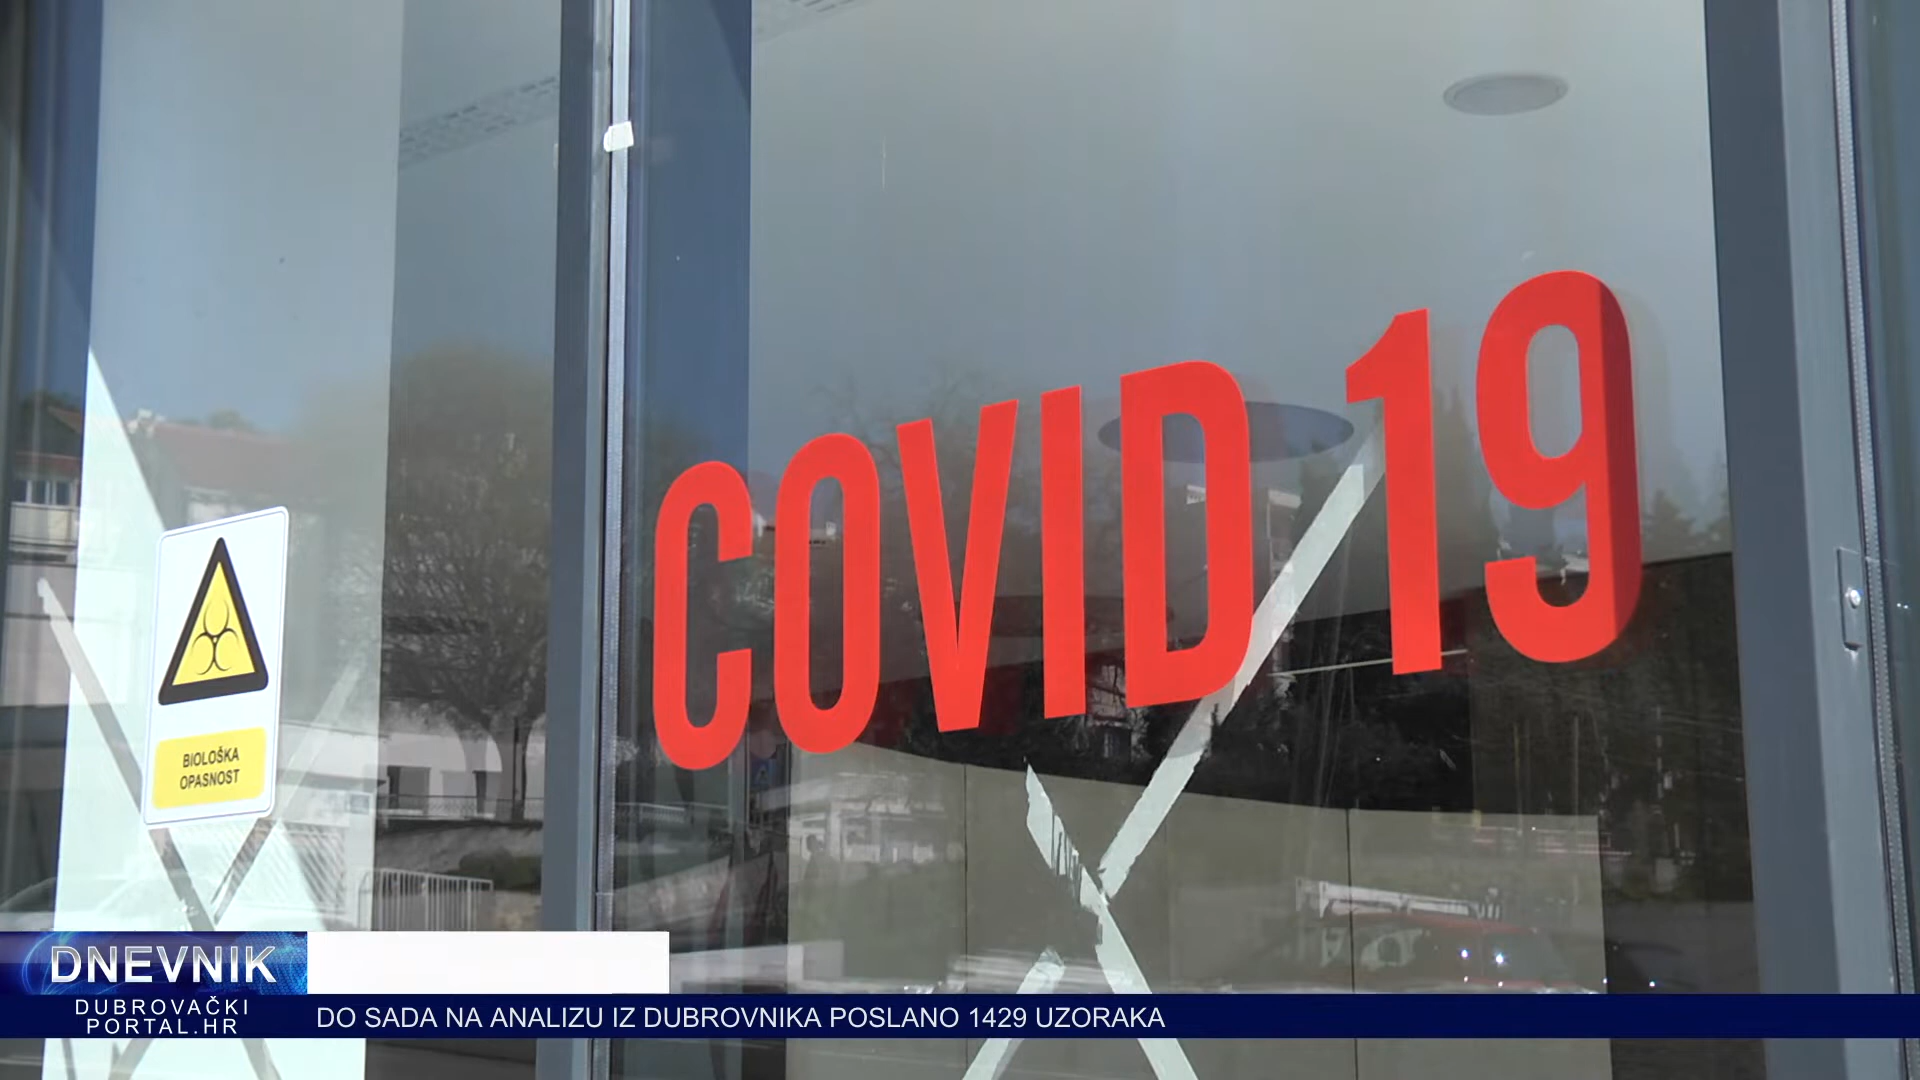 COVID 19
BIOLOŠKA
OPASNOST
DNEVNIK
DUBROVAČKI
PORTAL.HR
DO SADA NA ANALIZU IZ DUBROVNIKA POSLANO 1429 UZORAKA